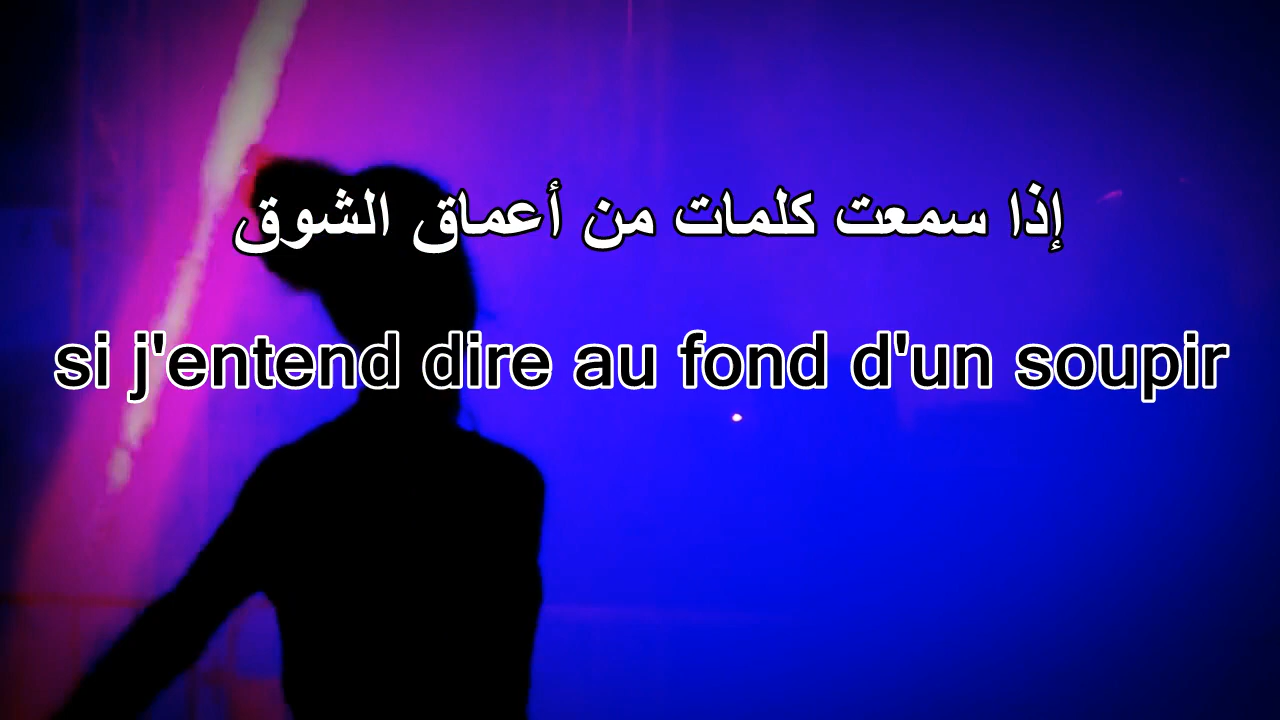 إذا سمعت كلمات من أعماق الشوق
si j'entend dire au fond d'un soupir